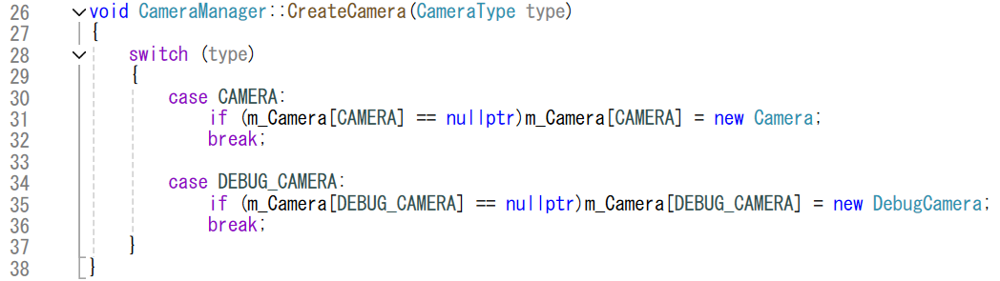 26 void CameraManager::CreateCamera(CameraType type)
27 {
28     switch (type)
29     {
30         case CAMERA:
31             if (m_Camera[CAMERA] == nullptr)m_Camera[CAMERA] = new Camera;
32             break;
33
34         case DEBUG_CAMERA:
35             if (m_Camera[DEBUG_CAMERA] == nullptr)m_Camera[DEBUG_CAMERA] = new DebugCamera;
36             break;
37     }
38 }